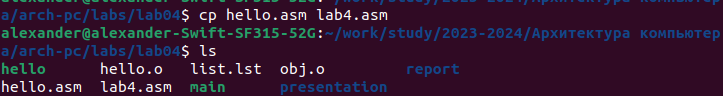 a/arch-pc/labs/lab04$ cp hello.asm lab4.asm
alexander@alexander-Swift-SF315-52G:~/work/study/2023-2024/Архитектура компьютер
а/arch-pc/labs/lab04$ ls
hello hello.o list.lst obj.o report
hello.asm lab4.asm main presentation